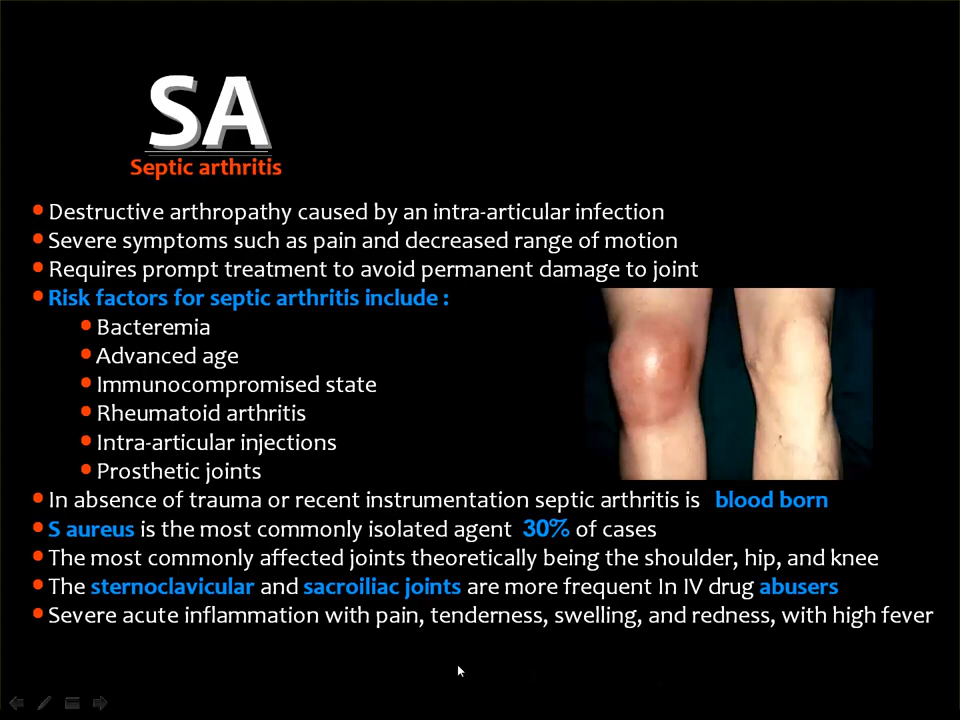 SA
Septic arthritis
• Destructive arthropathy caused by an intra-articular infection
• Severe symptoms such as pain and decreased range of motion
• Requires prompt treatment to avoid permanent damage to joint
• Risk factors for septic arthritis include :
• Bacteremia
• Advanced age
• Immunocompromised state
• Rheumatoid arthritis
• Intra-articular injections
• Prosthetic joints
• In absence of trauma or recent instrumentation septic arthritis is blood born
• S aureus is the most commonly isolated agent 30% of cases
• The most commonly affected joints theoretically being the shoulder, hip, and knee
• The sternoclavicular and sacroiliac joints are more frequent In IV drug abusers
• Severe acute inflammation with pain, tenderness, swelling, and redness, with high fever